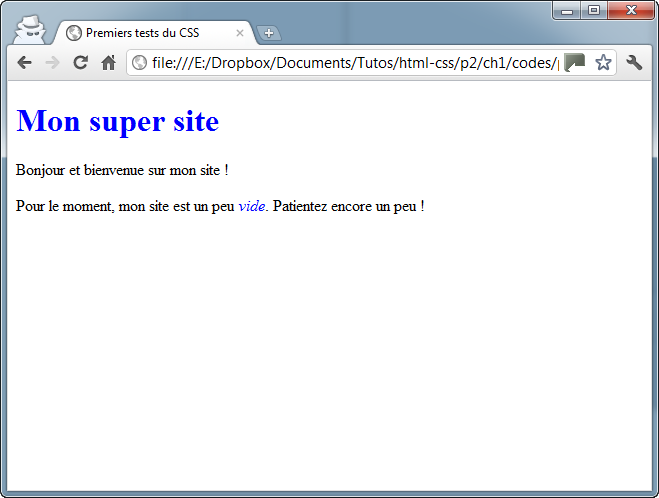 Premiers tests du CSS
file:///E:/Dropbox/Documents/Tutos/html-css/p2/ch1/codes/
Mon super site
Bonjour et bienvenue sur mon site !
Pour le moment, mon site est un peu vide. Patientez encore un peu !